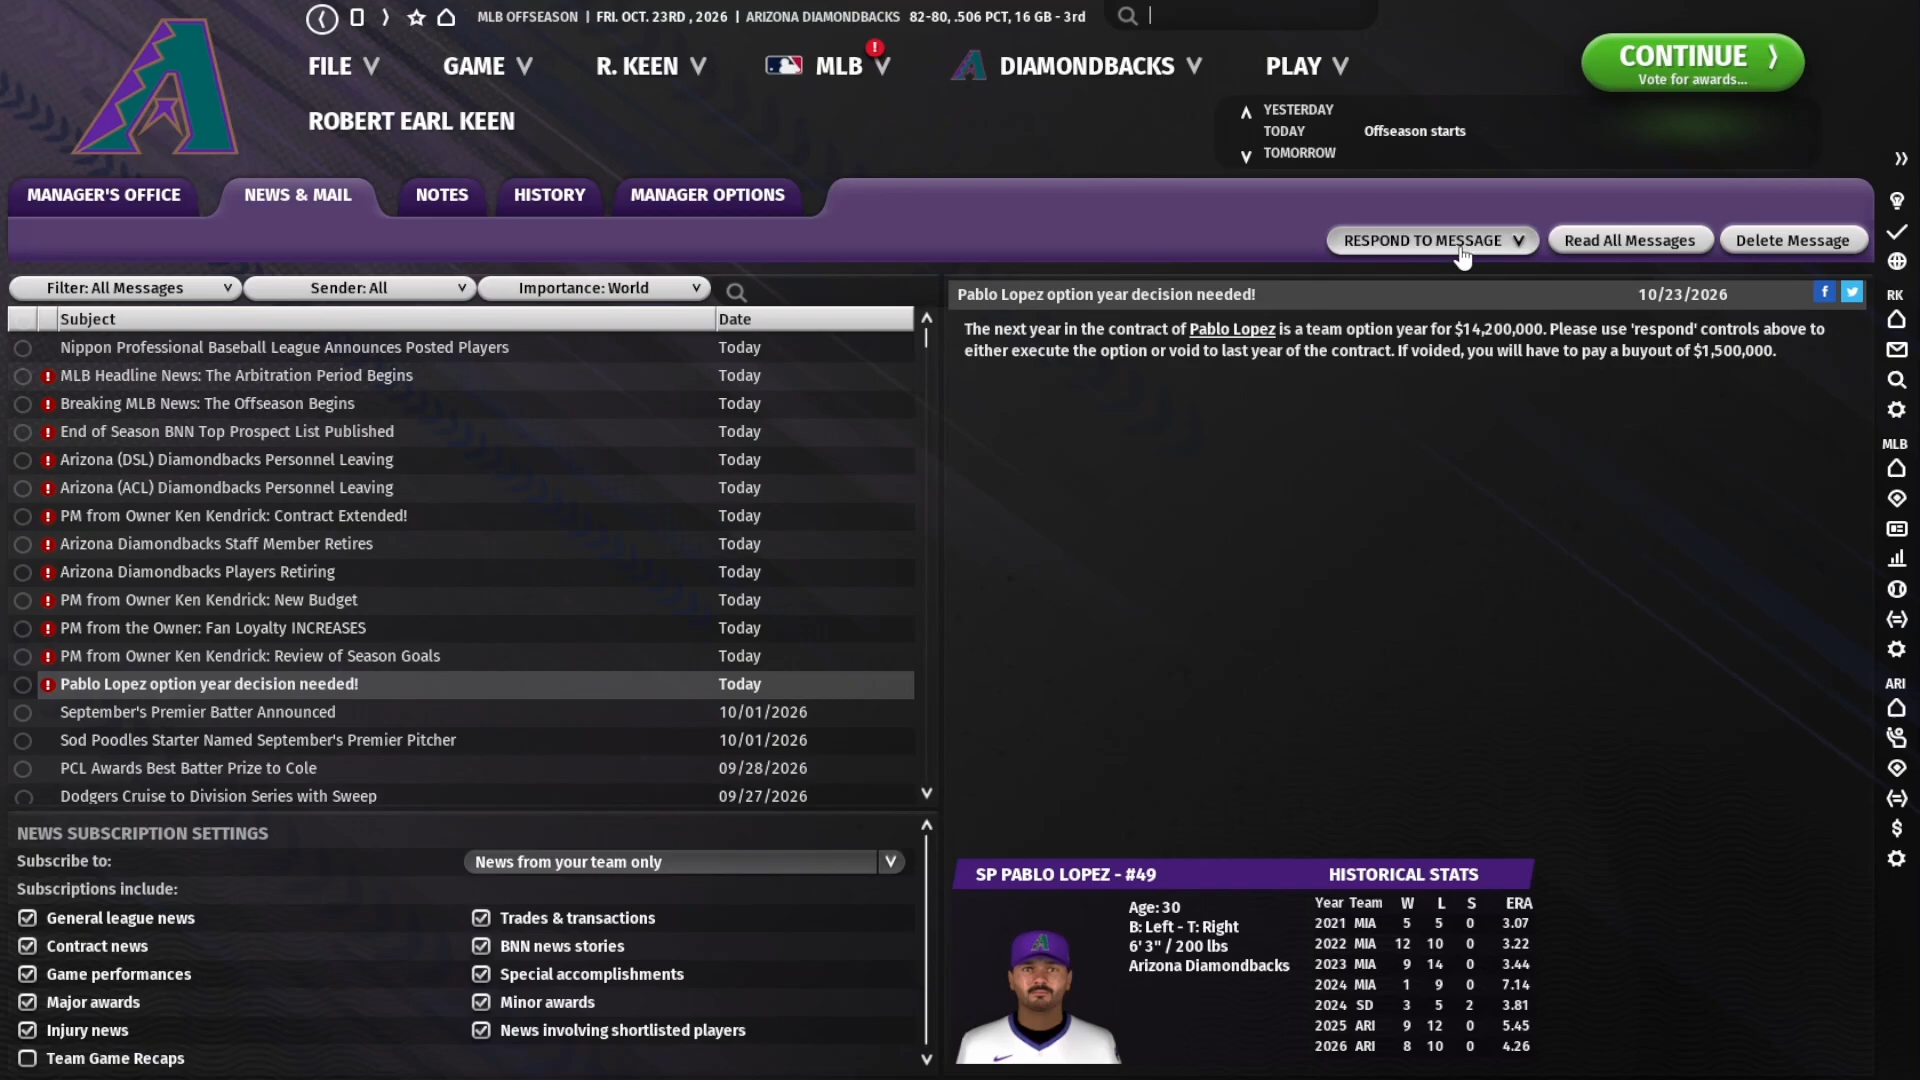 MLB OFFSEASON | FRI. OCT. 23RD , 2026 | ARIZONA DIAMONDBACKS 82-80, .506 PCT, 16 GB - 3rd
FILE GAME R. KEEN MLB DIAMONDBACKS PLAY
CONTINUE
Vote for awards...
ROBERT EARL KEEN
YESTERDAY
TODAY Offseason starts
TOMORROW
MANAGER'S OFFICE NEWS & MAIL NOTES HISTORY MANAGER OPTIONS
RESPOND TO MESSAGE Read All Messages Delete Message
Filter: All Messages Sender: All Importance: World
Subject Date
Nippon Professional Baseball League Announces Posted Players Today
MLB Headline News: The Arbitration Period Begins Today
Breaking MLB News: The Offseason Begins Today
End of Season BNN Top Prospect List Published Today
Arizona (DSL) Diamondbacks Personnel Leaving Today
Arizona (ACL) Diamondbacks Personnel Leaving Today
PM from Owner Ken Kendrick: Contract Extended! Today
Arizona Diamondbacks Staff Member Retires Today
Arizona Diamondbacks Players Retiring Today
PM from Owner Ken Kendrick: New Budget Today
PM from the Owner: Fan Loyalty INCREASES Today
PM from Owner Ken Kendrick: Review of Season Goals Today
Pablo Lopez option year decision needed! Today
September's Premier Batter Announced 10/01/2026
Sod Poodles Starter Named September's Premier Pitcher 10/01/2026
PCL Awards Best Batter Prize to Cole 09/28/2026
Dodgers Cruise to Division Series with Sweep 09/27/2026
NEWS SUBSCRIPTION SETTINGS
Subscribe to: News from your team only
Subscriptions include:
General league news Trades & transactions
Contract news BNN news stories
Game performances Special accomplishments
Major awards Minor awards
Injury news News involving shortlisted players
Team Game Recaps
Pablo Lopez option year decision needed! 10/23/2026
The next year in the contract of Pablo Lopez is a team option year for $14,200,000. Please use 'respond' controls above to
either execute the option or void to last year of the contract. If voided, you will have to pay a buyout of $1,500,000.
SP PABLO LOPEZ - #49
Age: 30
B: Left - T: Right
6' 3" / 200 lbs
Arizona Diamondbacks
HISTORICAL STATS
Year Team W L S ERA
2021 MIA 5 5 0 3.07
2022 MIA 12 10 0 3.22
2023 MIA 9 14 0 3.44
2024 MIA 1 9 0 7.14
2024 SD 3 5 2 3.81
2025 ARI 9 12 0 5.45
2026 ARI 8 10 0 4.26
RK
MLB
ARI